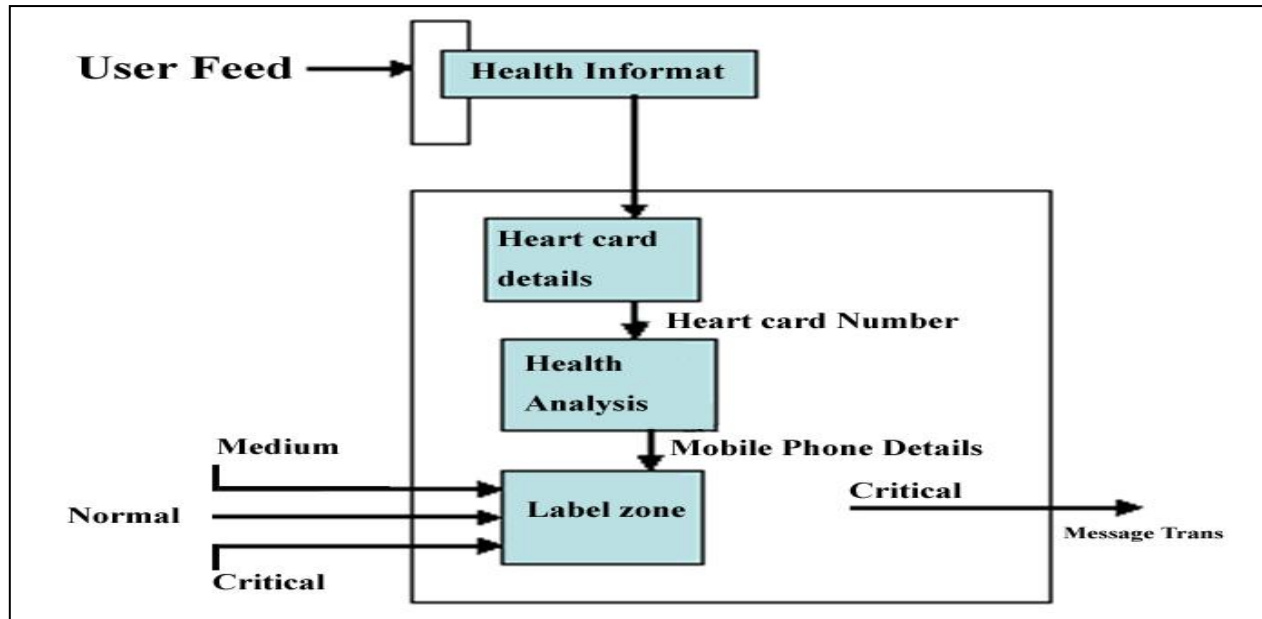 User Feed
Health Informat
Heart card
details
Heart card Number
Health
Analysis
Mobile Phone Details
Medium
Normal
Critical
Label zone
Critical
Message Trans